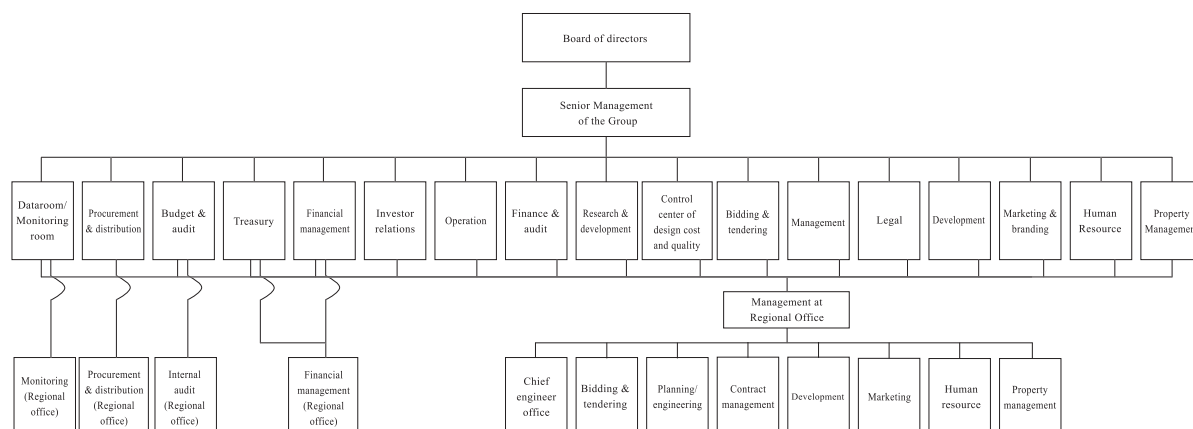 Board of directors
Senior Management
of the Group
Dataroom/
Monitoring
room
Procurement
& distribution
Budget &
audit
Treasury
Financial
management
Investor
relations
Operation
Finance &
audit
Research &
development
Control
center of
design cost
and quality
Bidding &
tendering
Management
Legal
Development
Marketing &
branding
Human
Resource
Property
Management
Management at
Regional Office
Monitoring
(Regional
office)
Procurement
& distribution
(Regional
office)
Internal
audit
(Regional
office)
Financial
management
(Regional
office)
Chief
engineer
office
Bidding &
tendering
Planning/
engineering
Contract
management
Development
Marketing
Human
resource
Property
management